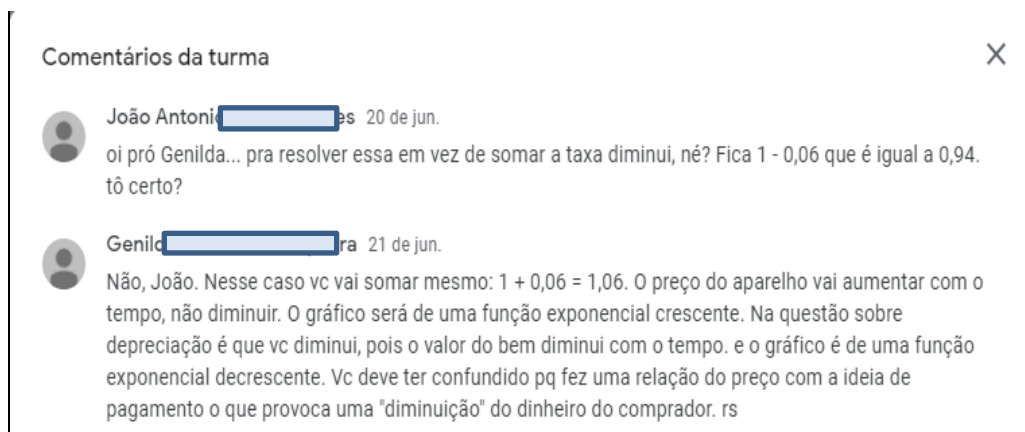 Comentários da turma
João Antoni es 20 de jun.
oi pró Genilda... pra resolver essa em vez de somar a taxa diminui, né? Fica 1 - 0,06 que é igual a 0,94.
tô certo?
Genild ra 21 de jun.
Não, João. Nesse caso vc vai somar mesmo: 1 + 0,06 = 1,06. O preço do aparelho vai aumentar com o
tempo, não diminuir. O gráfico será de uma função exponencial crescente. Na questão sobre
depreciação é que vc diminui, pois o valor do bem diminui com o tempo. e o gráfico é de uma função
exponencial decrescente. Vc deve ter confundido pq fez uma relação do preço com a ideia de
pagamento o que provoca uma "diminuição" do dinheiro do comprador. rs